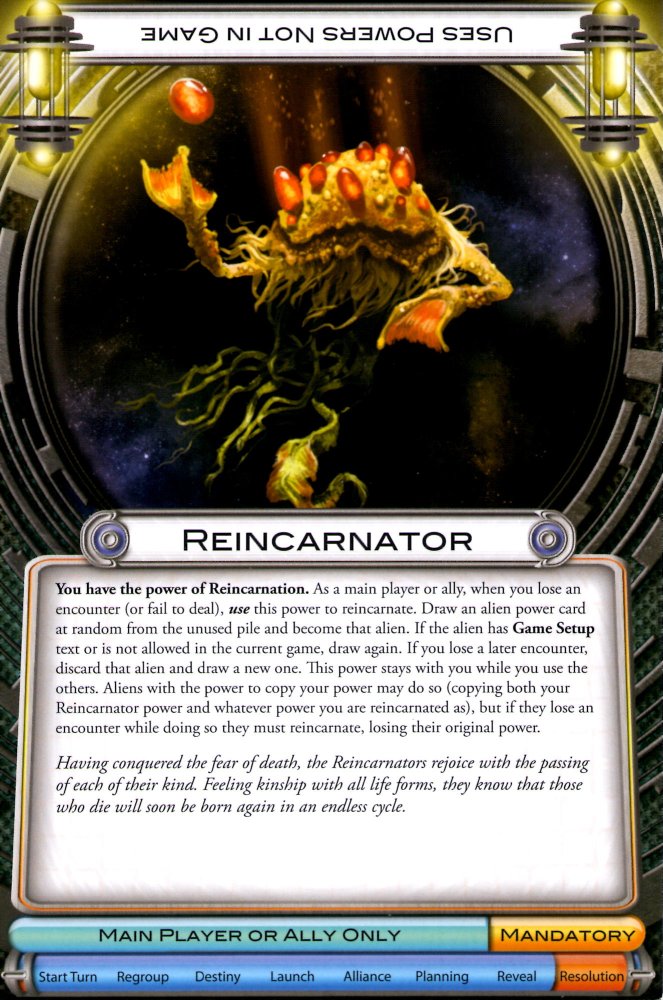 USES POWERS NOT IN GAME
REINCARNATOR
You have the power of Reincarnation. As a main player or ally, when you lose an
encounter (or fail to deal), use this power to reincarnate. Draw an alien power card
at random from the unused pile and become that alien. If the alien has Game Setup
text or is not allowed in the current game, draw again. If you lose a later encounter,
discard that alien and draw a new one. This power stays with you while you use the
others. Aliens with the power to copy your power may do so (copying both your
Reincarnator power and whatever power you are reincarnated as), but if they lose an
encounter while doing so they must reincarnate, losing their original power.
Having conquered the fear of death, the Reincarnators rejoice with the passing
of each of their kind. Feeling kinship with all life forms, they know that those
who die will soon be born again in an endless cycle.
MAIN PLAYER OR ALLY ONLY MANDATORY
Start Turn Regroup Destiny Launch Alliance Planning Reveal Resolution